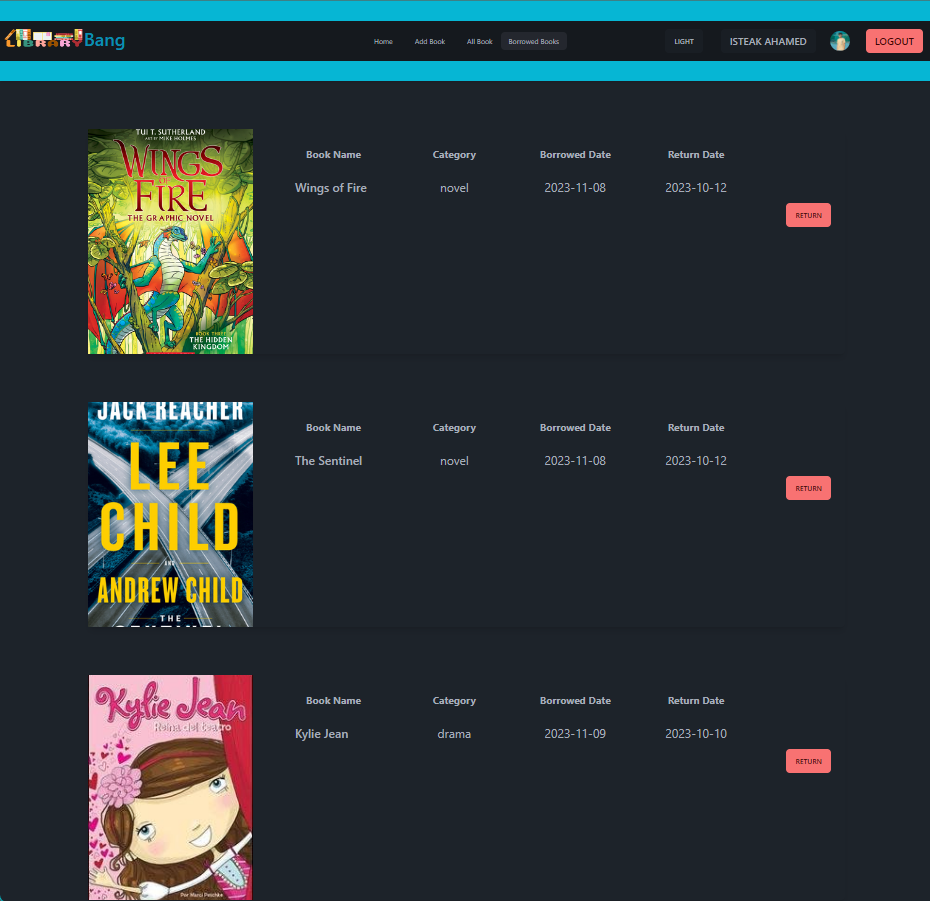 LIBRARY Bang
Home Add Book All Book Borrowed Books LIGHT ISTEAK AHAMED LOGOUT
TUI T. SUTHERLAND
ART BY MIKE HOLMES
WINGS
OF
FIRE
THE GRAPHIC NOVEL
BOOK THREE
THE HIDDEN
KINGDOM
Book Name Category Borrowed Date Return Date
Wings of Fire novel 2023-11-08 2023-10-12
RETURN
JACK REACHER
LEE
CHILD
AND
ANDREW CHILD
THE
SENTINEL
Book Name Category Borrowed Date Return Date
The Sentinel novel 2023-11-08 2023-10-12
RETURN
Kylie Jean
Reina del teatro
Por Marci Peschke
Book Name Category Borrowed Date Return Date
Kylie Jean drama 2023-11-09 2023-10-10
RETURN